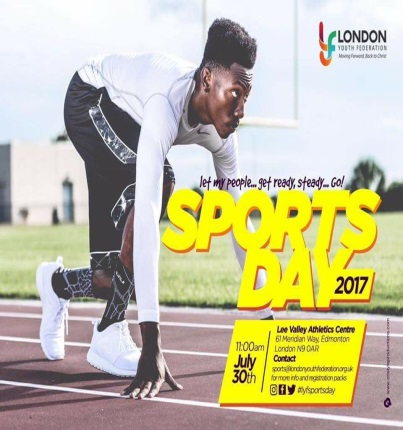 LONDON
YOUTH FEDERATION
Moving Forward, Back to Christ
let my people... get ready, steady... Go!
SPORTS
DAY
2017
11:00am
July
30th
Lee Valley Athletics Centre
61 Meridian Way, Edmonton
London N9 0AR
Contact
sports@londonyouthfederation.org.uk
for more info and registration packs
#lyfsportsday